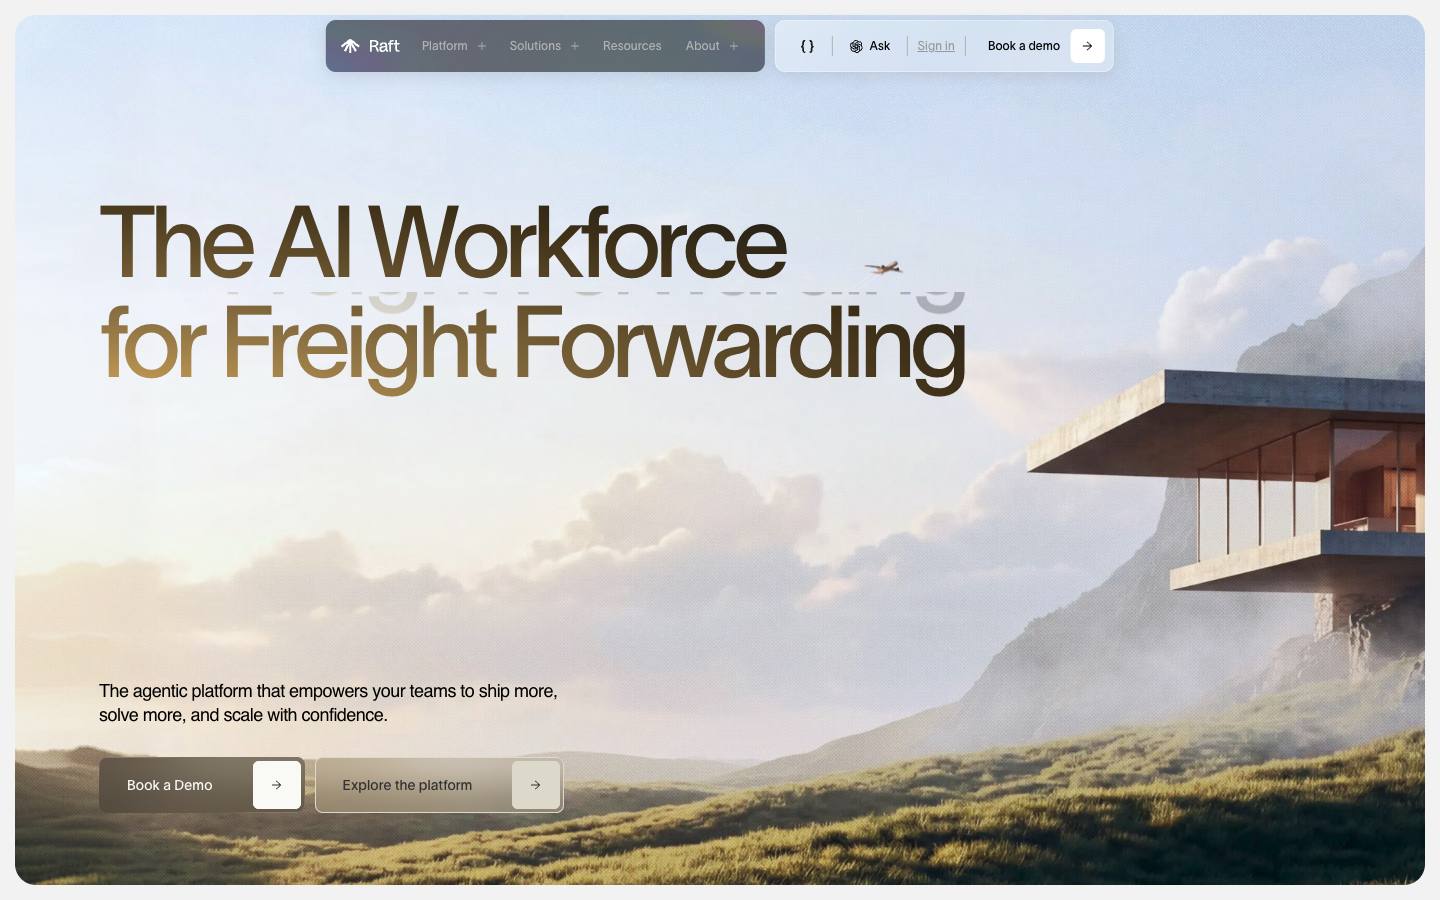 Raft Platform + Solutions + Resources About + { } Ask Sign in Book a demo →
The AI Workforce
for Freight Forwarding
The agentic platform that empowers your teams to ship more,
solve more, and scale with confidence.
Book a Demo → Explore the platform →